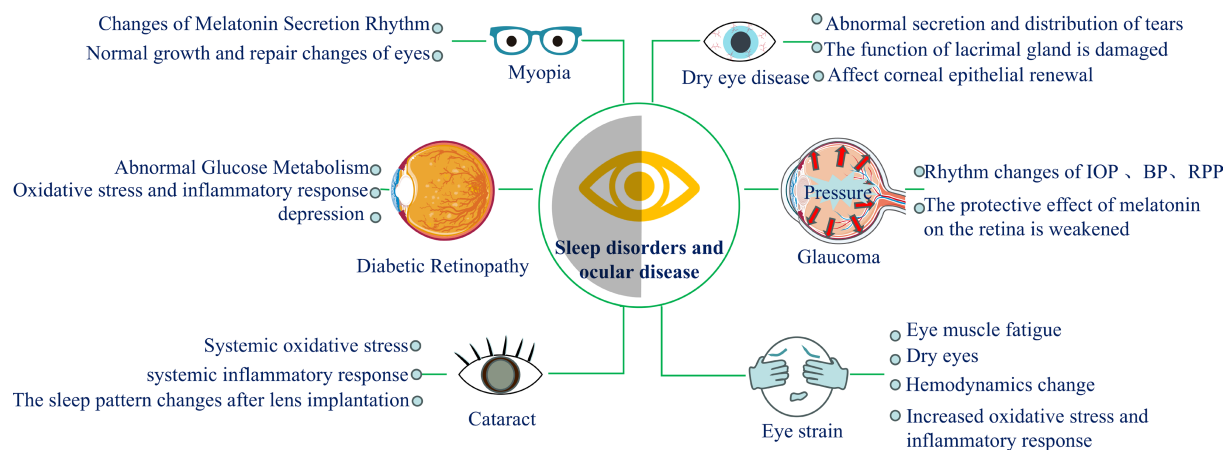 Changes of Melatonin Secretion Rhythm
Normal growth and repair changes of eyes
Myopia
Dry eye disease
Abnormal secretion and distribution of tears
The function of lacrimal gland is damaged
Affect corneal epithelial renewal
Abnormal Glucose Metabolism
Oxidative stress and inflammatory response
depression
Diabetic Retinopathy
Sleep disorders and
ocular disease
Pressure
Glaucoma
Rhythm changes of IOP 、BP、RPP
The protective effect of melatonin
on the retina is weakened
Systemic oxidative stress
systemic inflammatory response
The sleep pattern changes after lens implantation
Cataract
Eye strain
Eye muscle fatigue
Dry eyes
Hemodynamics change
Increased oxidative stress and
inflammatory response